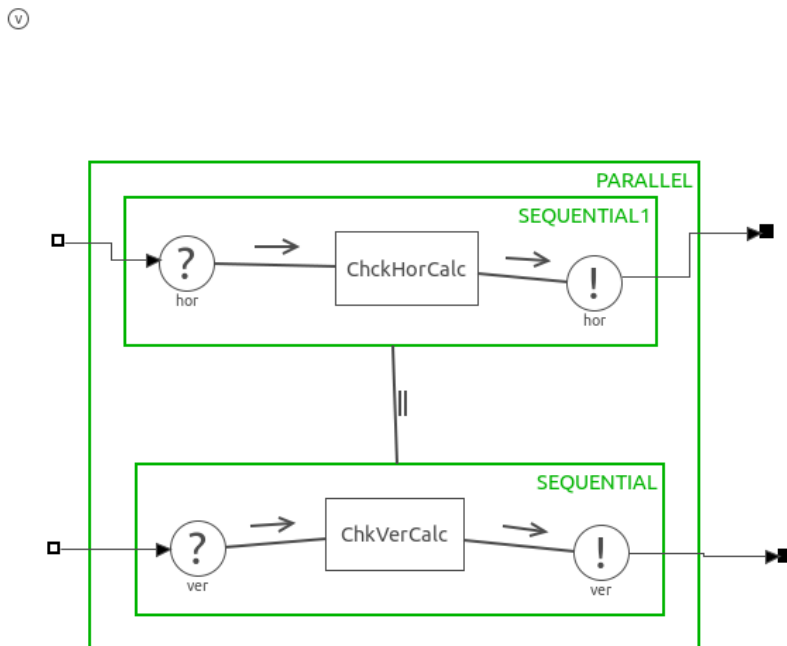 v
PARALLEL
SEQUENTIAL1
?
ChckHorCalc
!
hor
hor
||
SEQUENTIAL
?
ChkVerCalc
!
ver
ver